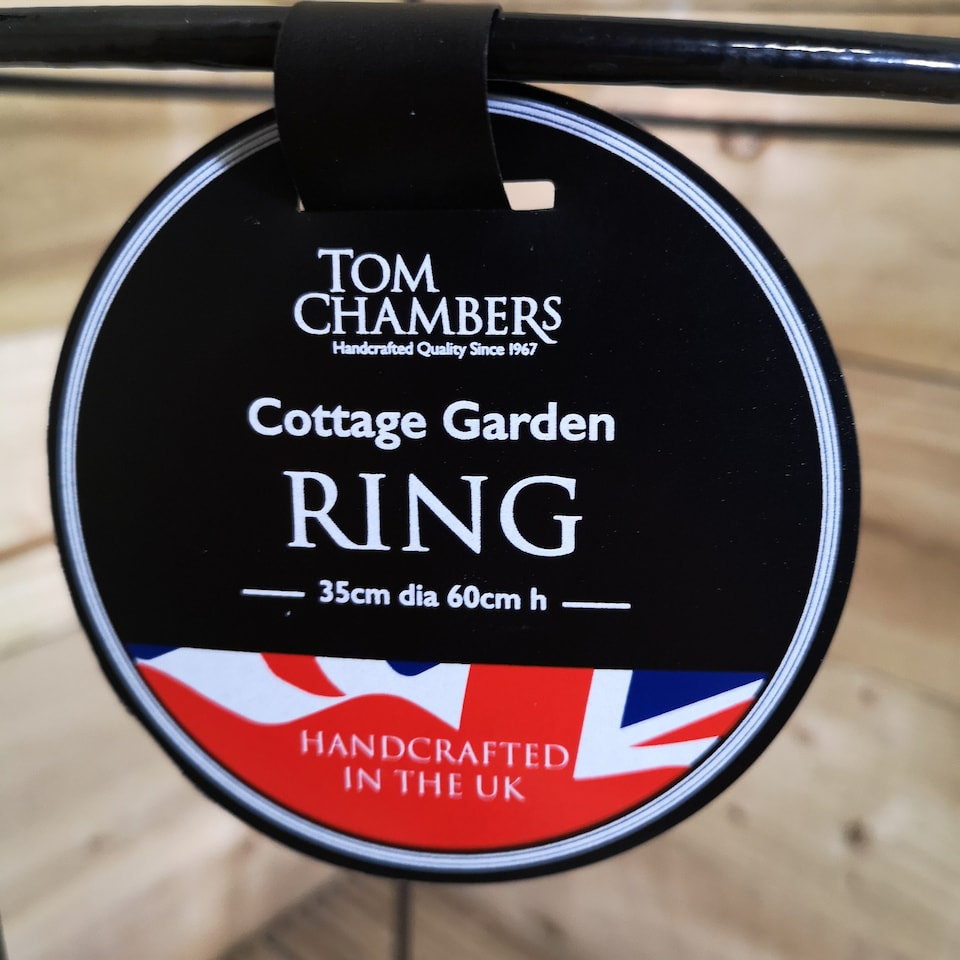 TOM
CHAMBERS
Handcrafted Quality Since 1967
Cottage Garden
RING
35cm dia 60cm h
HANDCRAFTED
IN THE UK